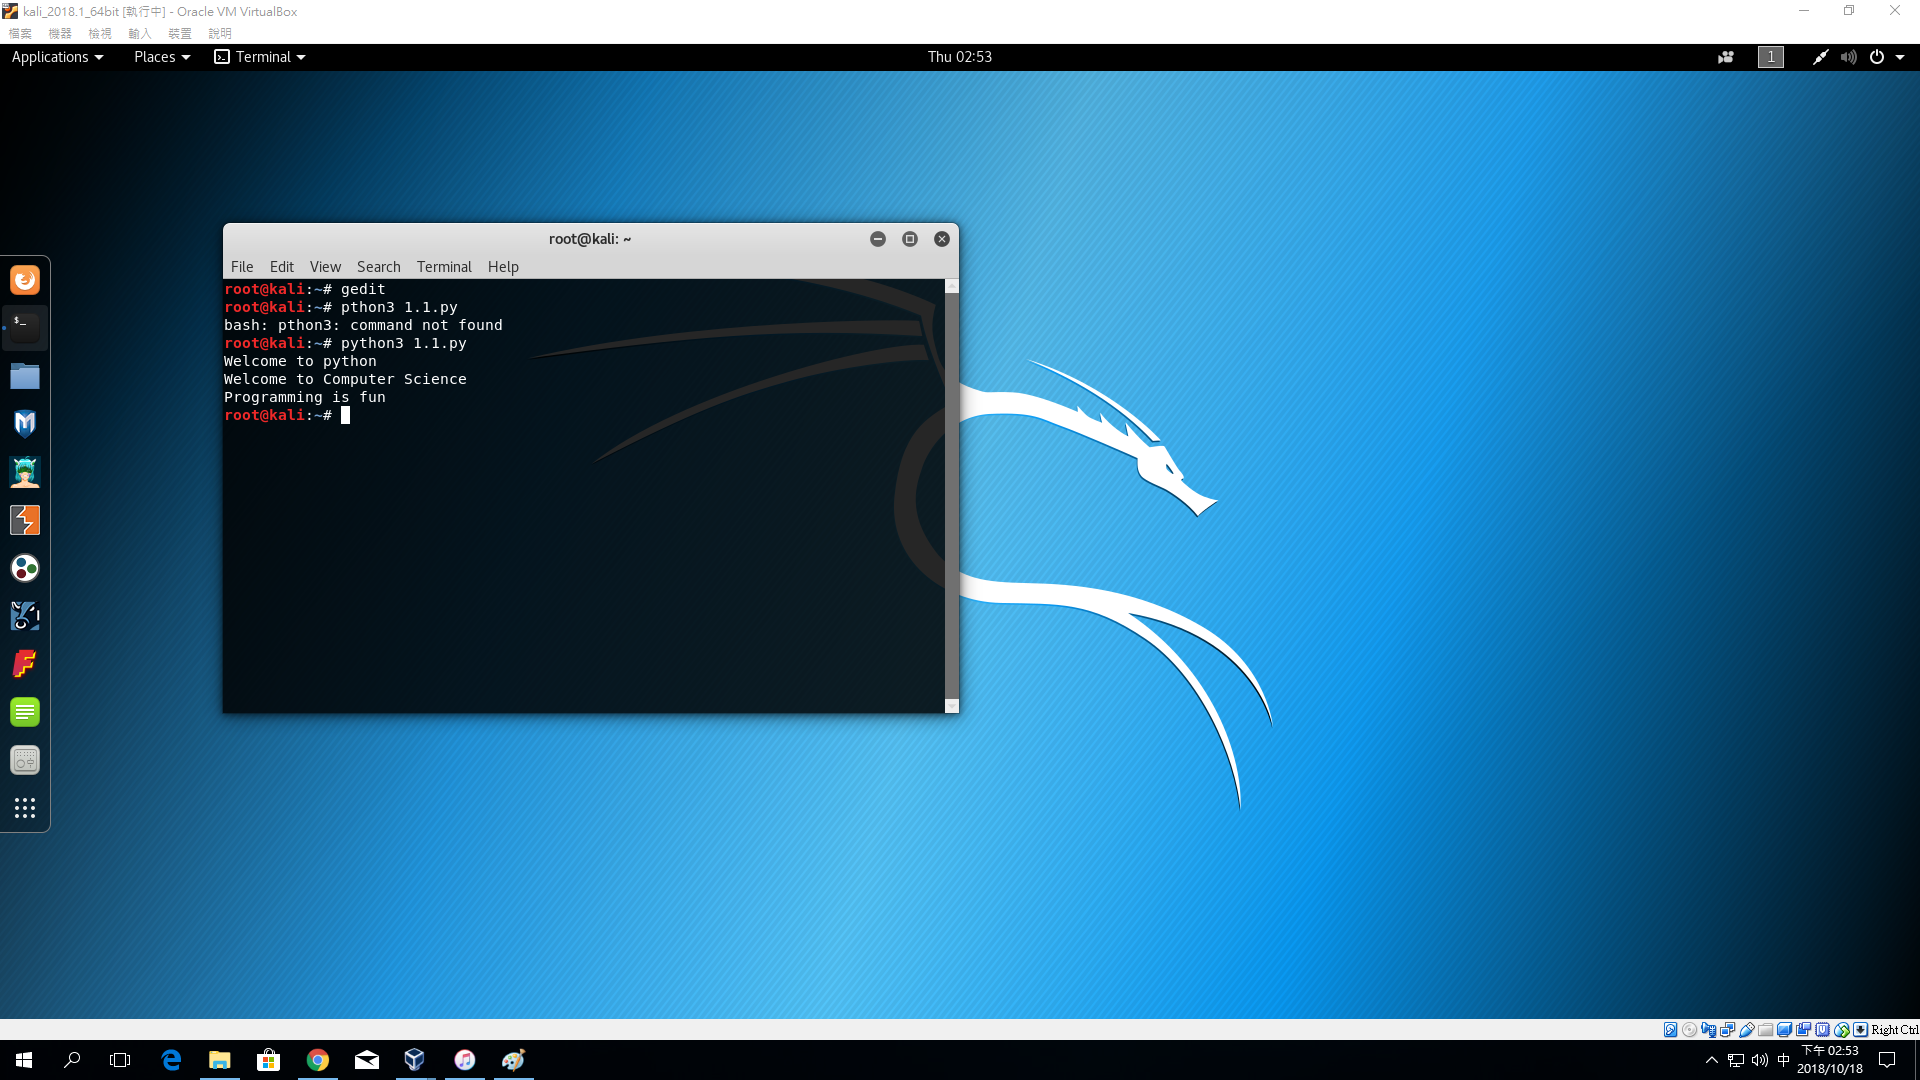 kali_2018.1_64bit [執行中] - Oracle VM VirtualBox
檔案 機器 檢視 輸入 裝置 說明
Applications Places Terminal Thu 02:53 1
root@kali: ~
File Edit View Search Terminal Help
root@kali:~# gedit
root@kali:~# pthon3 1.1.py
bash: pthon3: command not found
root@kali:~# python3 1.1.py
Welcome to python
Welcome to Computer Science
Programming is fun
root@kali:~#
Right Ctrl
中 下午 02:53
2018/10/18